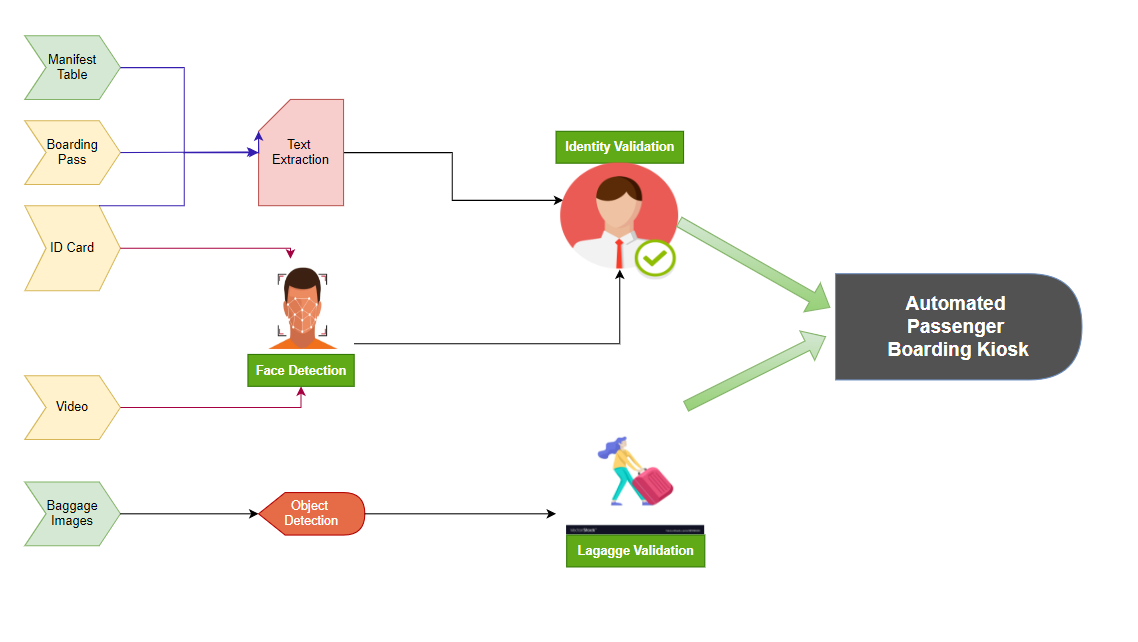 Manifest
Table
Boarding
Pass
Text
Extraction
Identity Validation
ID Card
Automated
Passenger
Boarding Kiosk
Face Detection
Video
Baggage
Images
Object
Detection
Lagagge Validation